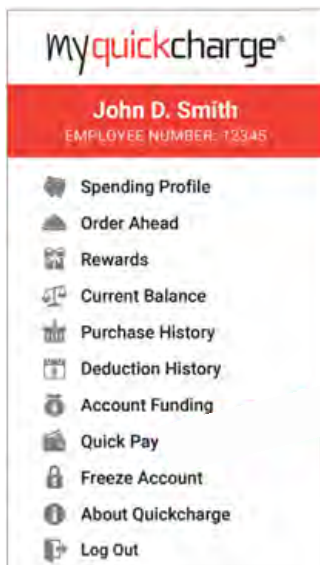 myquickcharge®
John D. Smith
EMPLOYEE NUMBER: 12345
Spending Profile
Order Ahead
Rewards
Current Balance
Purchase History
Deduction History
Account Funding
Quick Pay
Freeze Account
About Quickcharge
Log Out